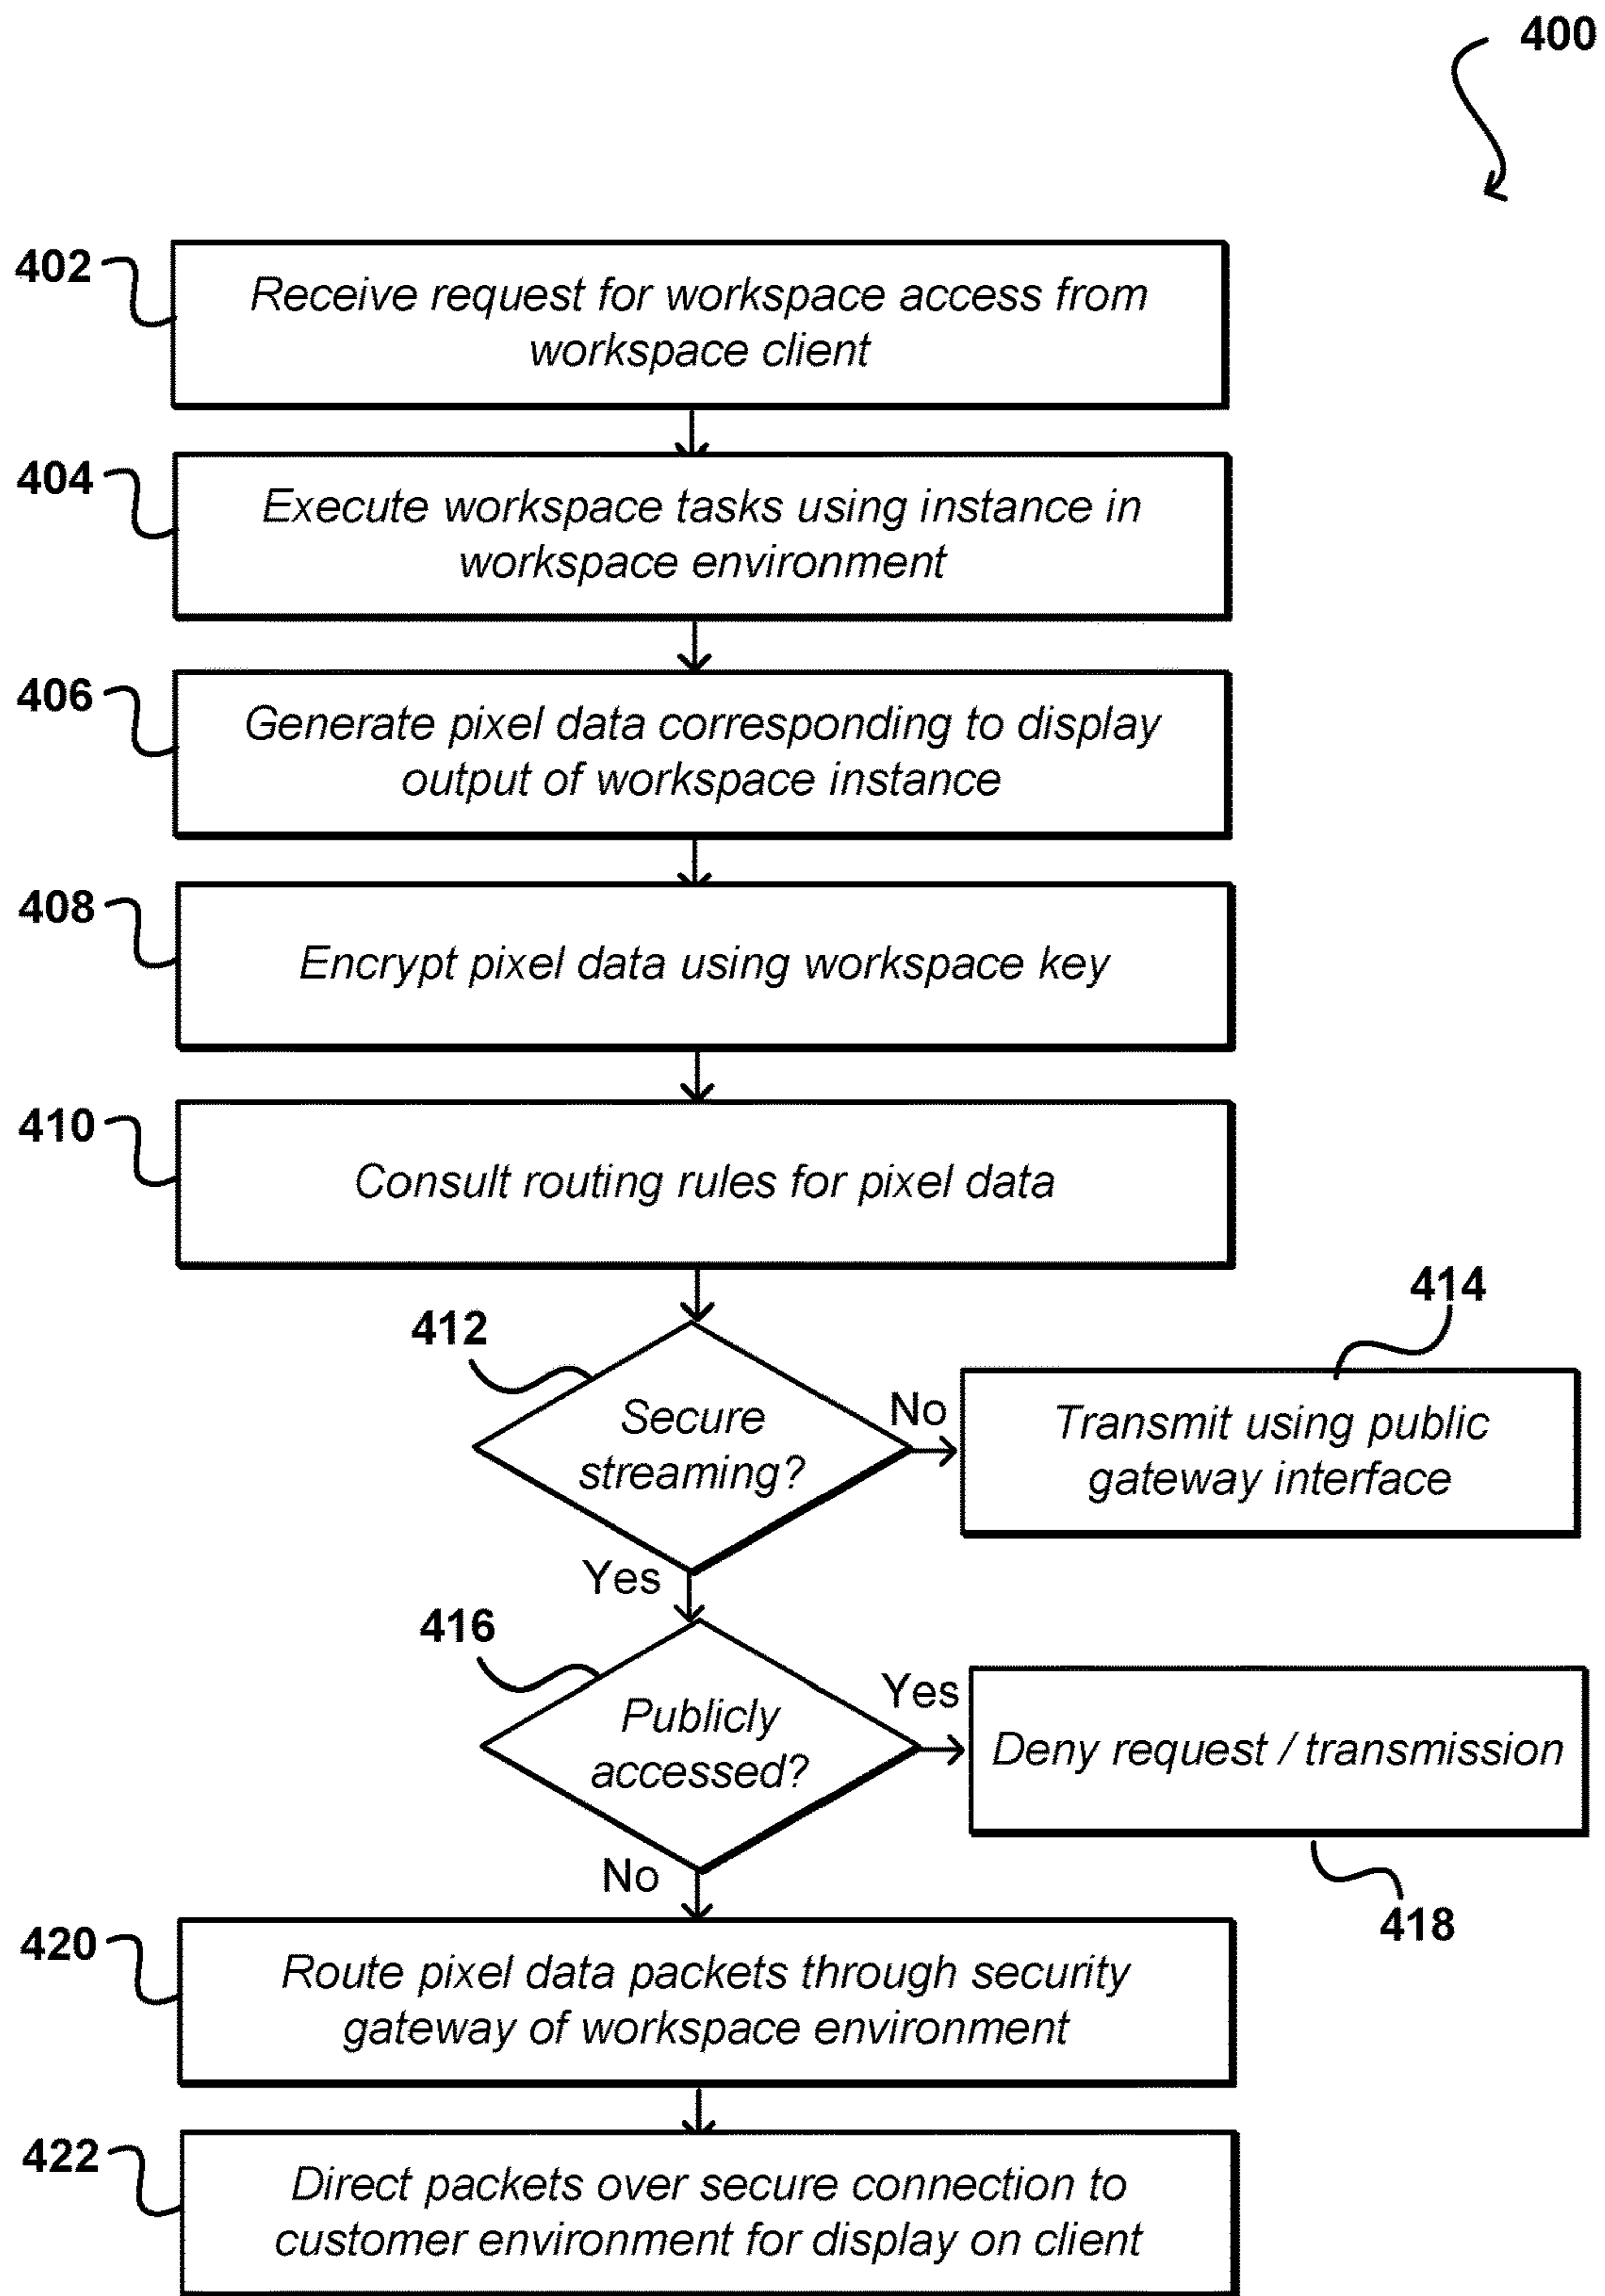 400
402
Receive request for workspace access from
workspace client
404
Execute workspace tasks using instance in
workspace environment
406
Generate pixel data corresponding to display
output of workspace instance
408
Encrypt pixel data using workspace key
410
Consult routing rules for pixel data
412
Secure
streaming?
No
414
Transmit using public
gateway interface
Yes
416
Publicly
accessed?
Yes
Deny request / transmission
418
No
420
Route pixel data packets through security
gateway of workspace environment
422
Direct packets over secure connection to
customer environment for display on client